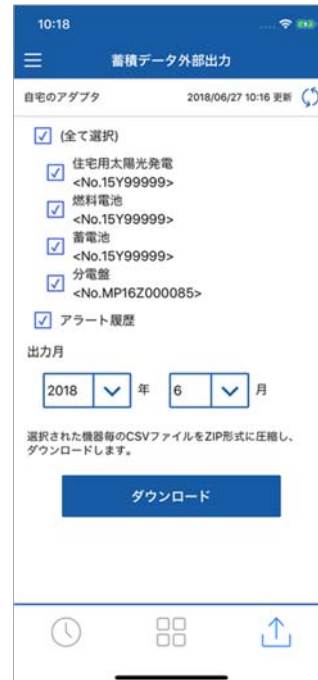 10:18
蓄積データ外部出力
自宅のアダプタ 2018/06/27 10:16 更新
(全て選択)
住宅用太陽光発電
<No.15Y99999>
燃料電池
<No.15Y99999>
蓄電池
<No.15Y99999>
分電盤
<No.MP16Z000085>
アラート履歴
出力月
2018 年 6 月
選択された機器毎のCSVファイルをZIP形式に圧縮し、
ダウンロードします。
ダウンロード